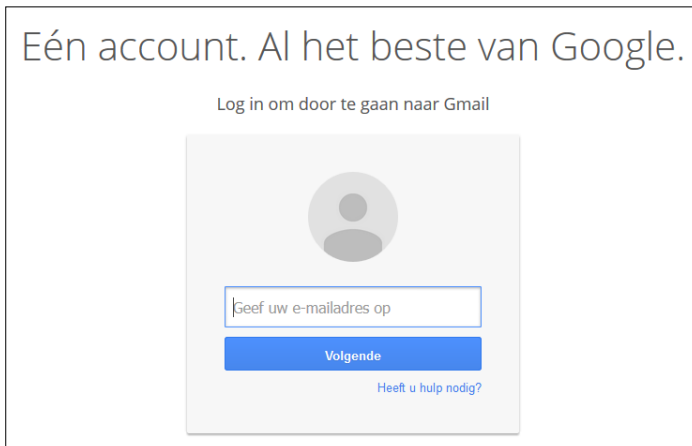 Eén account. Al het beste van Google.
Log in om door te gaan naar Gmail
Geef uw e-mailadres op
Volgende
Heeft u hulp nodig?